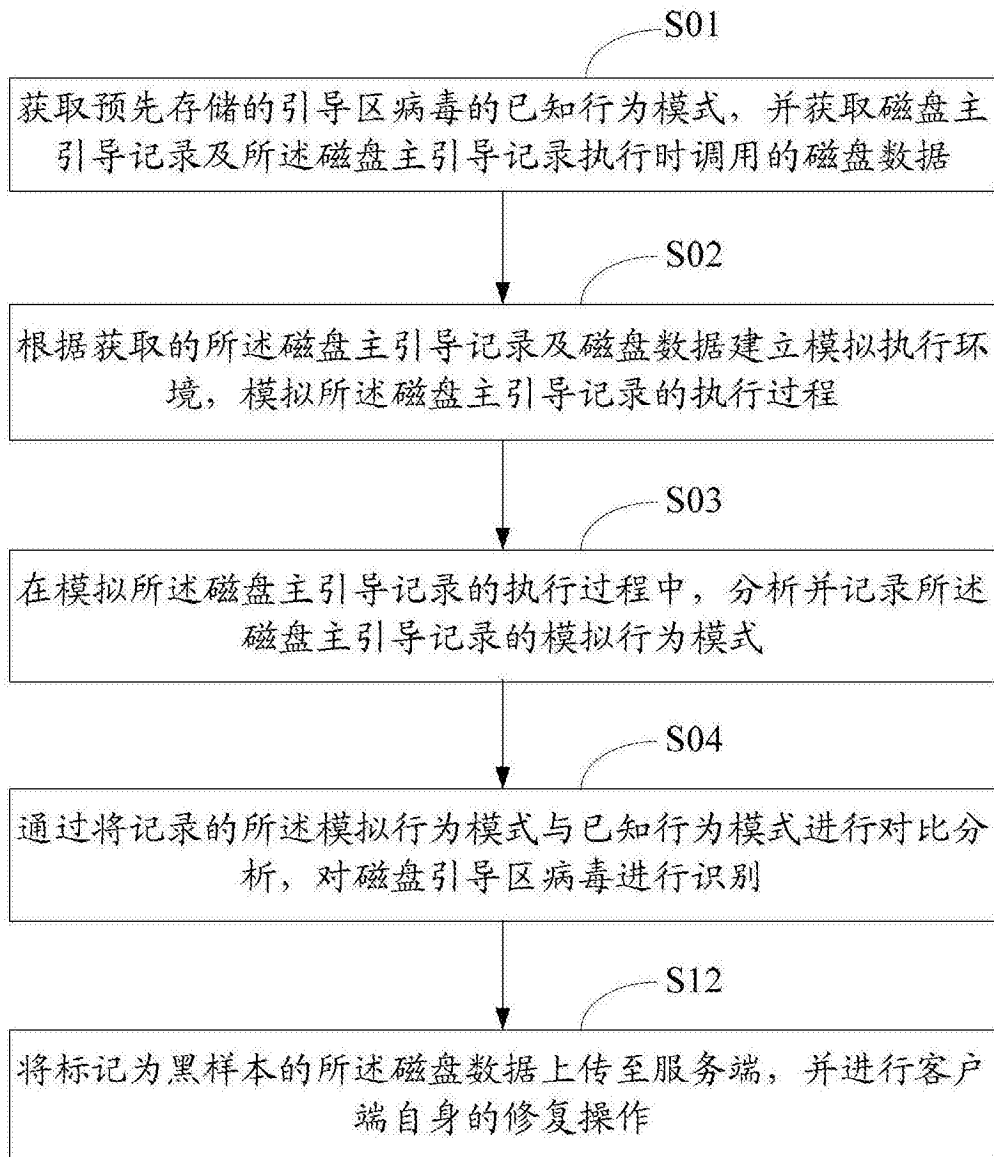 S01
获取预先存储的引导区病毒的已知行为模式，并获取磁盘主
引导记录及所述磁盘主引导记录执行时调用的磁盘数据
S02
根据获取的所述磁盘主引导记录及磁盘数据建立模拟执行环
境，模拟所述磁盘主引导记录的执行过程
S03
在模拟所述磁盘主引导记录的执行过程中，分析并记录所述
磁盘主引导记录的模拟行为模式
S04
通过将记录的所述模拟行为模式与已知行为模式进行对比分
析，对磁盘引导区病毒进行识别
S12
将标记为黑样本的所述磁盘数据上传至服务端，并进行客户
端自身的修复操作